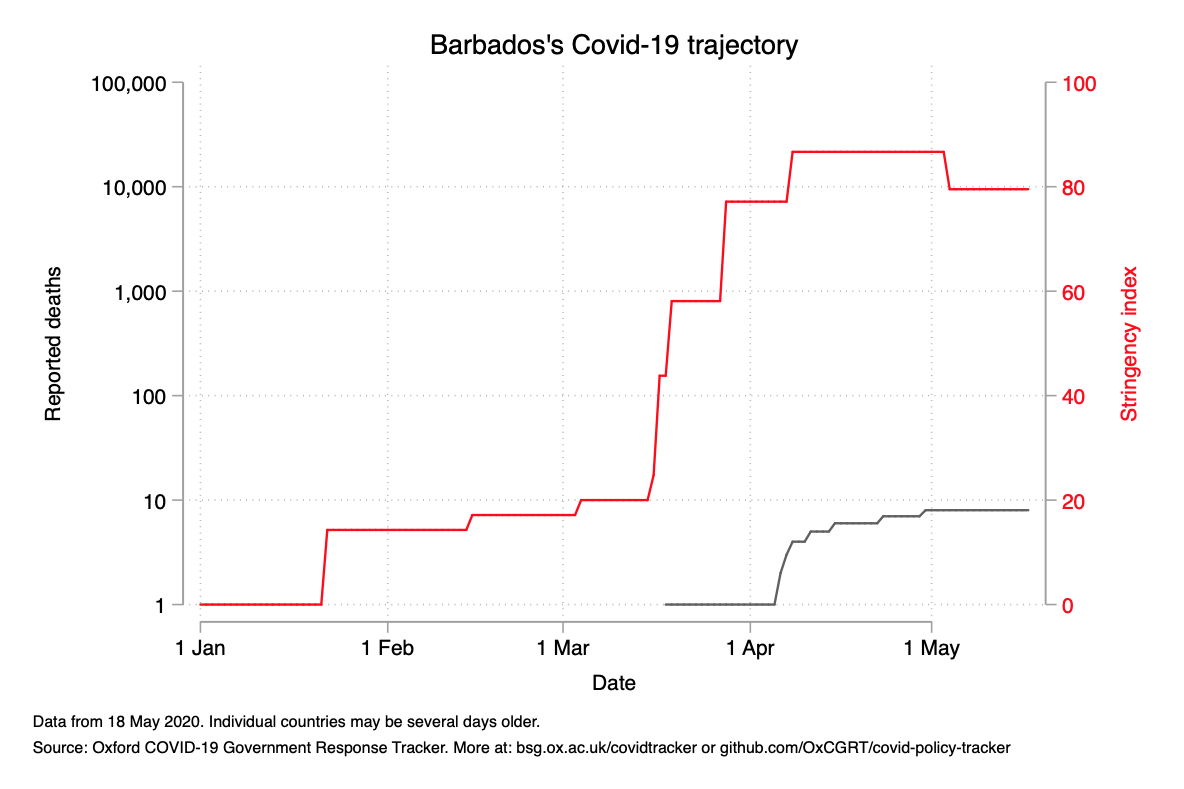 Barbados's Covid-19 trajectory
100,000
10,000
1,000
100
10
1
Reported deaths
100
80
60
40
20
0
Stringency index
1 Jan
1 Feb
1 Mar
1 Apr
1 May
Date
Data from 18 May 2020. Individual countries may be several days older.
Source: Oxford COVID-19 Government Response Tracker. More at: bsg.ox.ac.uk/covidtracker or github.com/OxCGRT/covid-policy-tracker